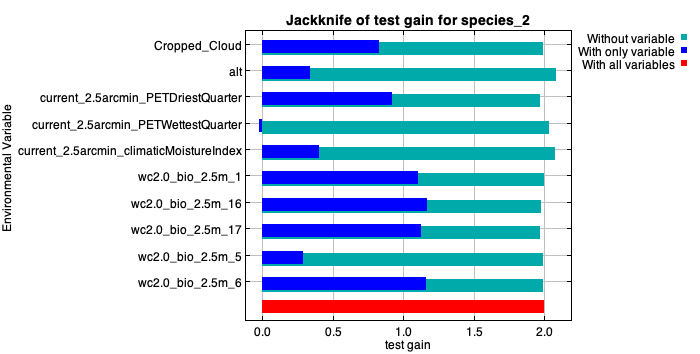 Jackknife of test gain for species_2
Without variable
With only variable
With all variables
Environmental Variable
Cropped_Cloud
alt
current_2.5arcmin_PETDriestQuarter
current_2.5arcmin_PETWettestQuarter
current_2.5arcmin_climaticMoistureIndex
wc2.0_bio_2.5m_1
wc2.0_bio_2.5m_16
wc2.0_bio_2.5m_17
wc2.0_bio_2.5m_5
wc2.0_bio_2.5m_6
0.0 0.5 1.0 1.5 2.0
test gain